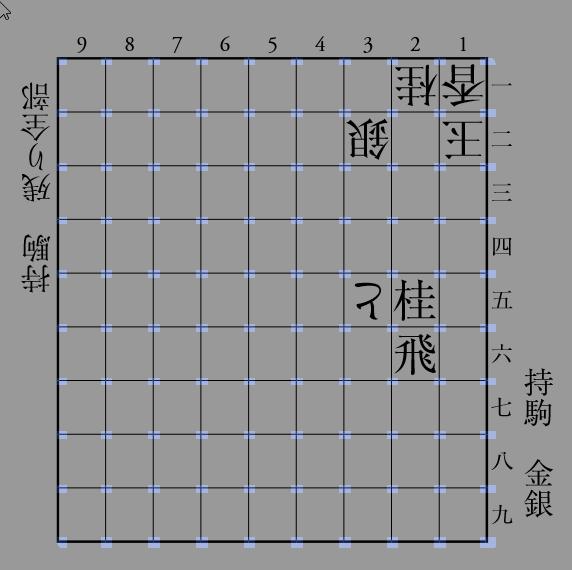 9 8 7 6 5 4 3 2 1
桂 香 一
銀 玉 二
三
四
と 桂 五
飛 六
七
八
九
持駒 金銀
持駒 残り全部